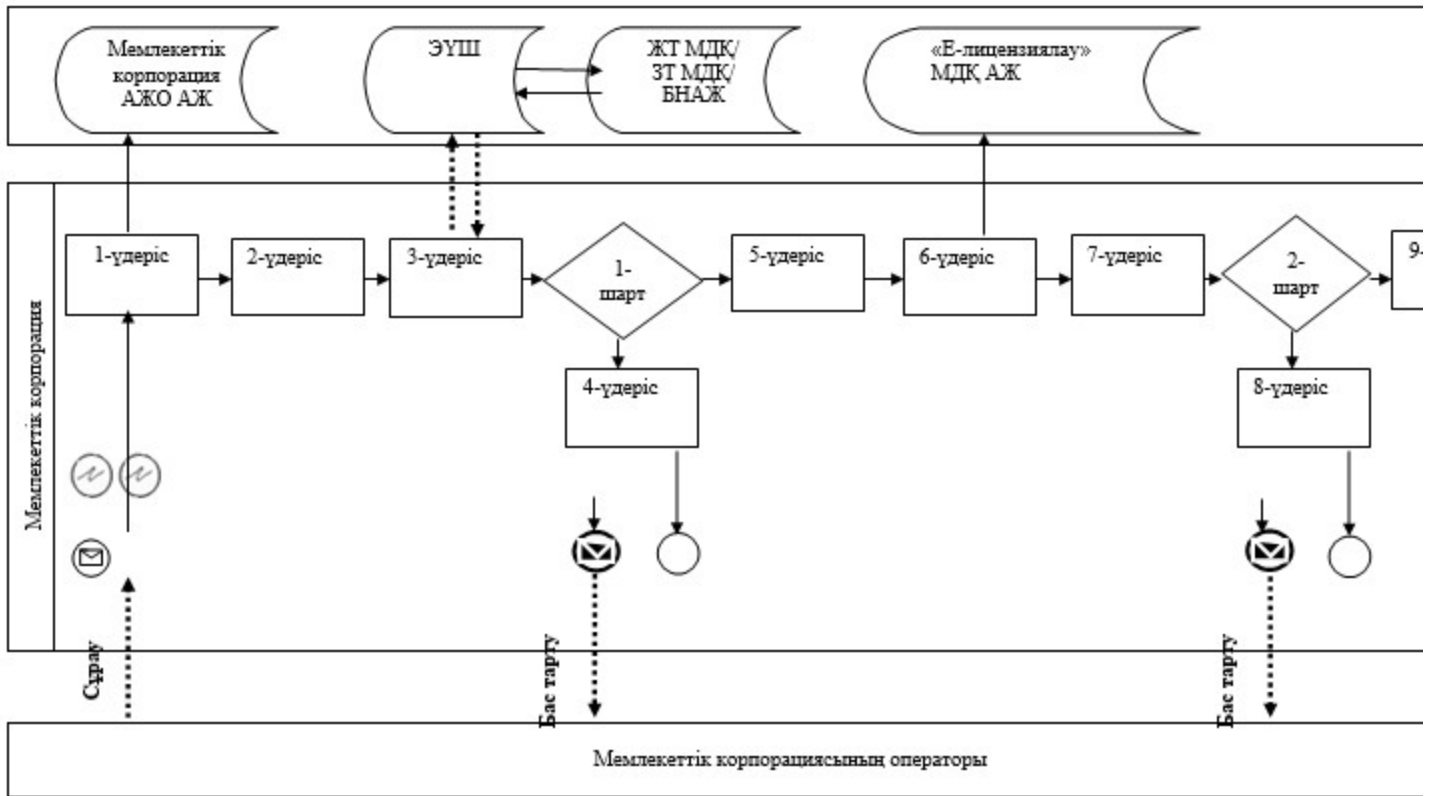 Мемлекеттік
корпорация
АЖО АЖ
ЭҮШ
ЖТ МДҚ/
ЗТ МДҚ/
БНАЖ
«Е-лицензиялау»
МДҚ АЖ
Мемлекеттік корпорация
1-үдеріс
2-үдеріс
3-үдеріс
1-
шарт
5-үдеріс
6-үдеріс
7-үдеріс
2-
шарт
9-
4-үдеріс
8-үдеріс
Сұрау
Бас тарту
Бас тарту
Мемлекеттік корпорациясының операторы